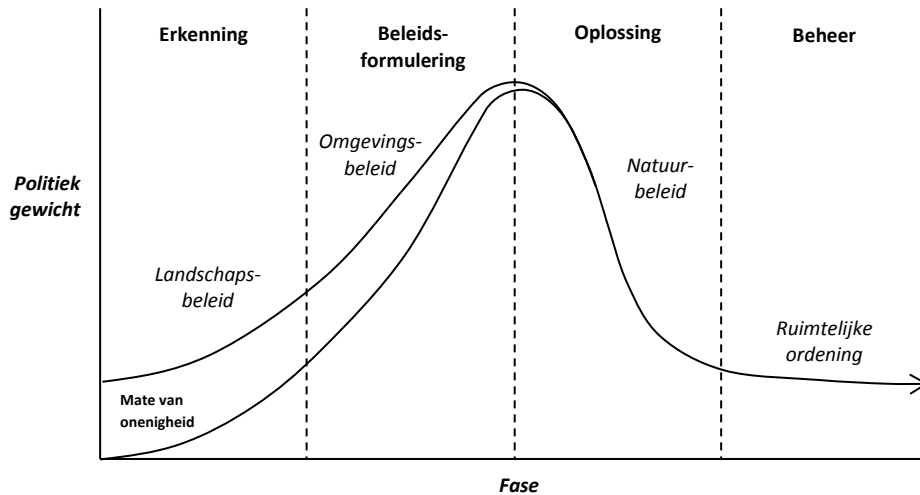 Erkenning
Beleids-
formulering
Oplossing
Beheer
Omgevings-
beleid
Natuur-
beleid
Politiek
gewicht
Landschaps-
beleid
Ruimtelijke
ordening
Mate van
onenigheid
Fase